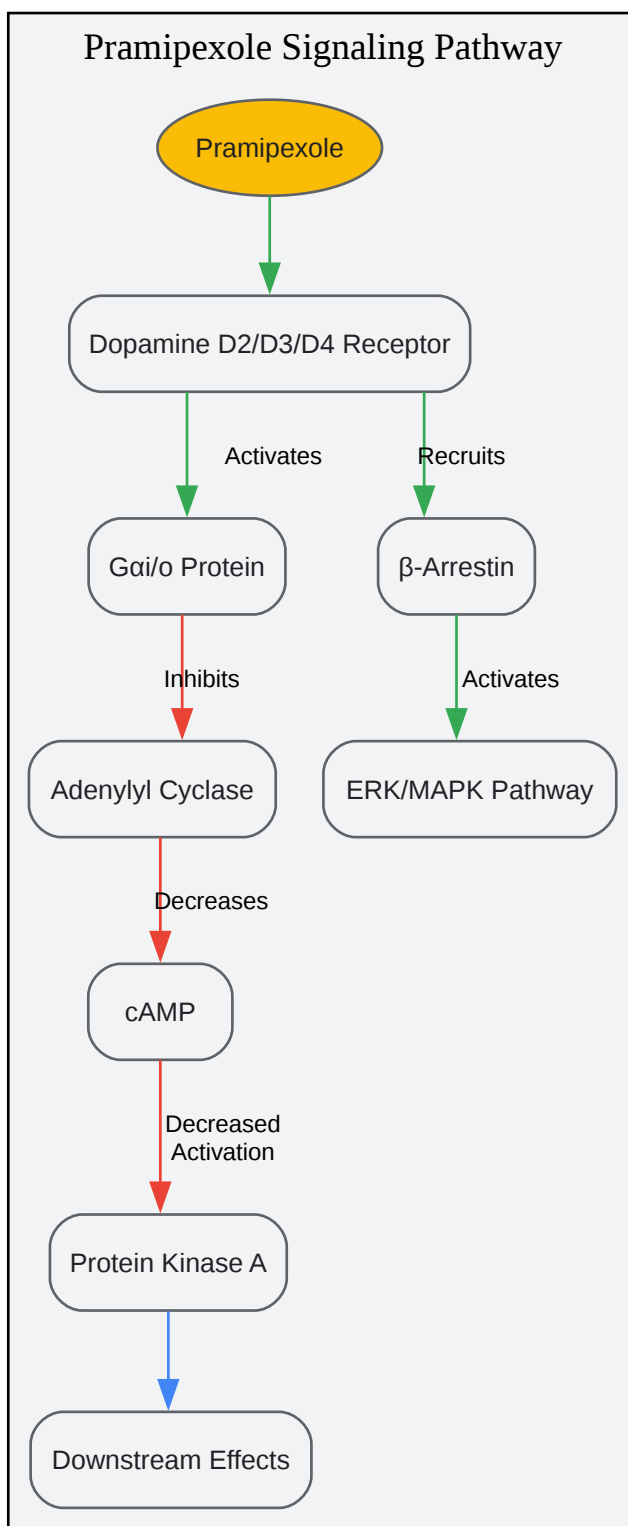 Pramipexole Signaling Pathway
Pramipexole
Dopamine D2/D3/D4 Receptor
Activates
Recruits
Gαi/o Protein
β-Arrestin
Inhibits
Activates
Adenylyl Cyclase
ERK/MAPK Pathway
Decreases
cAMP
Decreased
Activation
Protein Kinase A
Downstream Effects